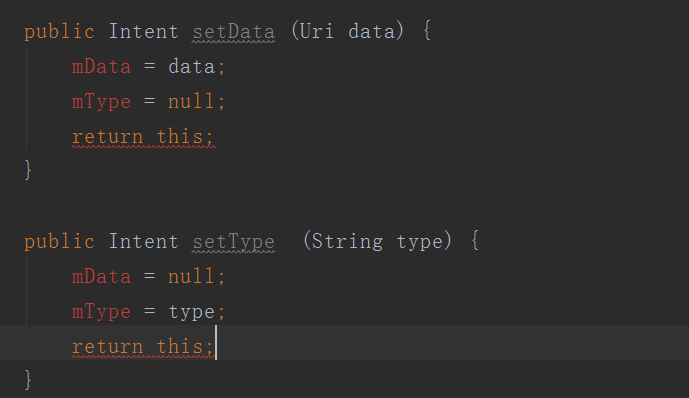 public Intent setData (Uri data) {
    mData = data;
    mType = null;
    return this;
}

public Intent setType  (String type) {
    mData = null;
    mType = type;
    return this;
}